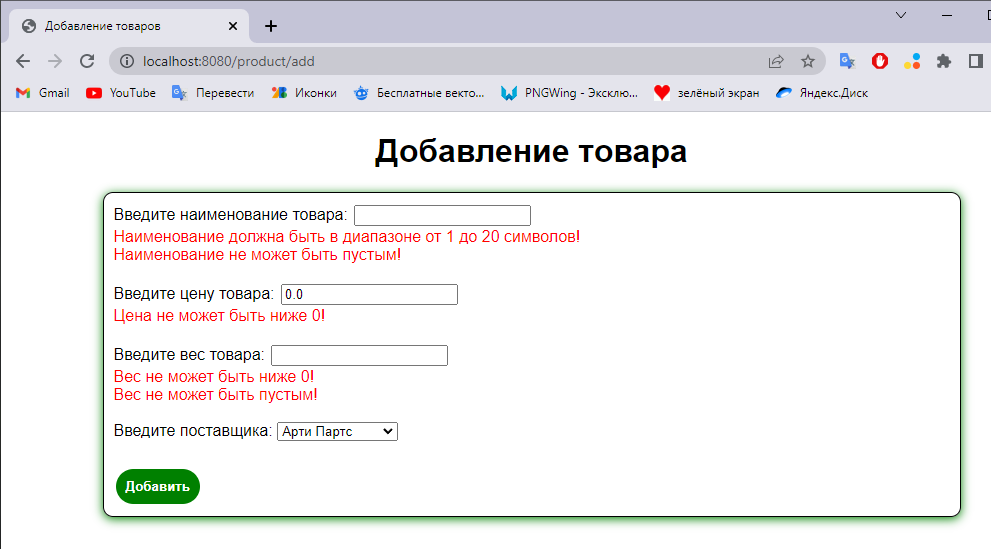 Добавление товаров
localhost:8080/product/add
Gmail YouTube Перевести Иконки Бесплатные векто... PNGWing - Эксклю... зелёный экран Яндекс.Диск
Добавление товара
Введите наименование товара:
Наименование должна быть в диапазоне от 1 до 20 символов!
Наименование не может быть пустым!
Введите цену товара: 0.0
Цена не может быть ниже 0!
Введите вес товара:
Вес не может быть ниже 0!
Вес не может быть пустым!
Введите поставщика: Арти Партс
Добавить